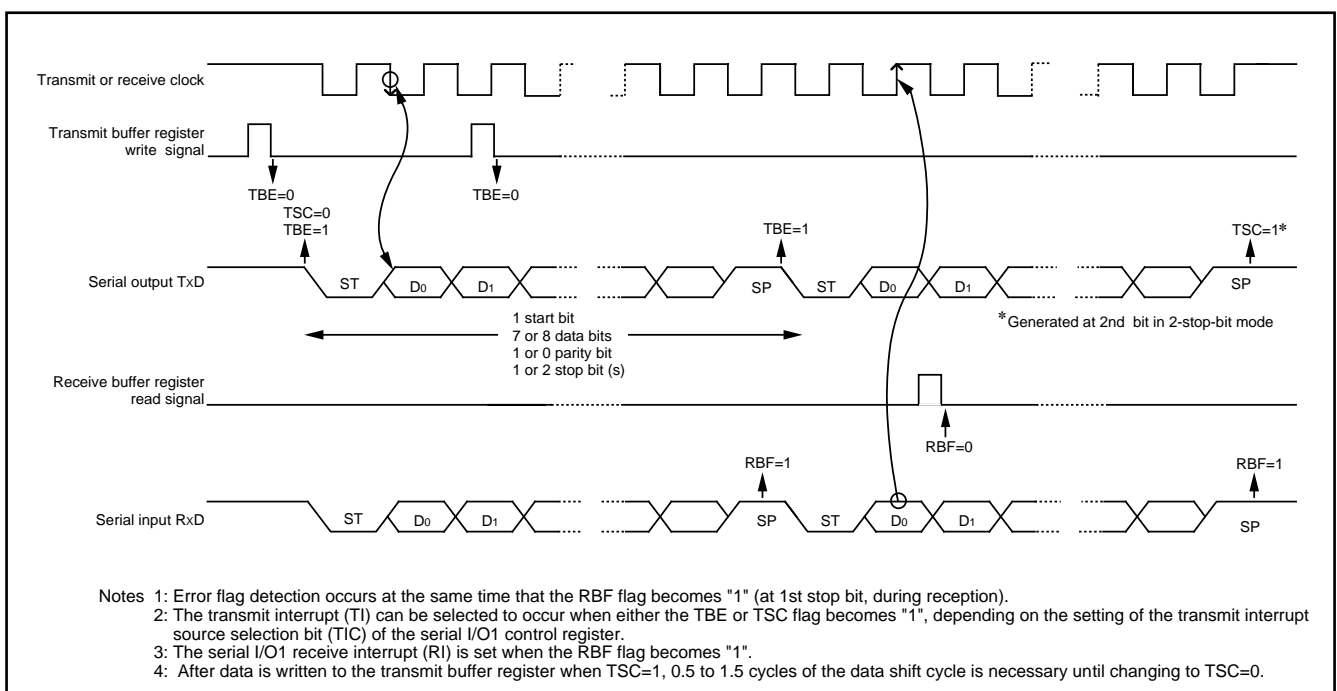 Transmit or receive clock
Transmit buffer register
write signal
TBE=0
TBE=0
TSC=0
TBE=1
TBE=1
TSC=1*
Serial output TxD
ST
D0
D1
SP
ST
D0
D1
SP
1 start bit
7 or 8 data bits
1 or 0 parity bit
1 or 2 stop bit (s)
*Generated at 2nd bit in 2-stop-bit mode
Receive buffer register
read signal
RBF=0
RBF=1
RBF=1
Serial input RxD
ST
D0
D1
SP
ST
D0
D1
SP
Notes 1: Error flag detection occurs at the same time that the RBF flag becomes "1" (at 1st stop bit, during reception).
2: The transmit interrupt (TI) can be selected to occur when either the TBE or TSC flag becomes "1", depending on the setting of the transmit interrupt
source selection bit (TIC) of the serial I/O1 control register.
3: The serial I/O1 receive interrupt (RI) is set when the RBF flag becomes "1".
4: After data is written to the transmit buffer register when TSC=1, 0.5 to 1.5 cycles of the data shift cycle is necessary until changing to TSC=0.